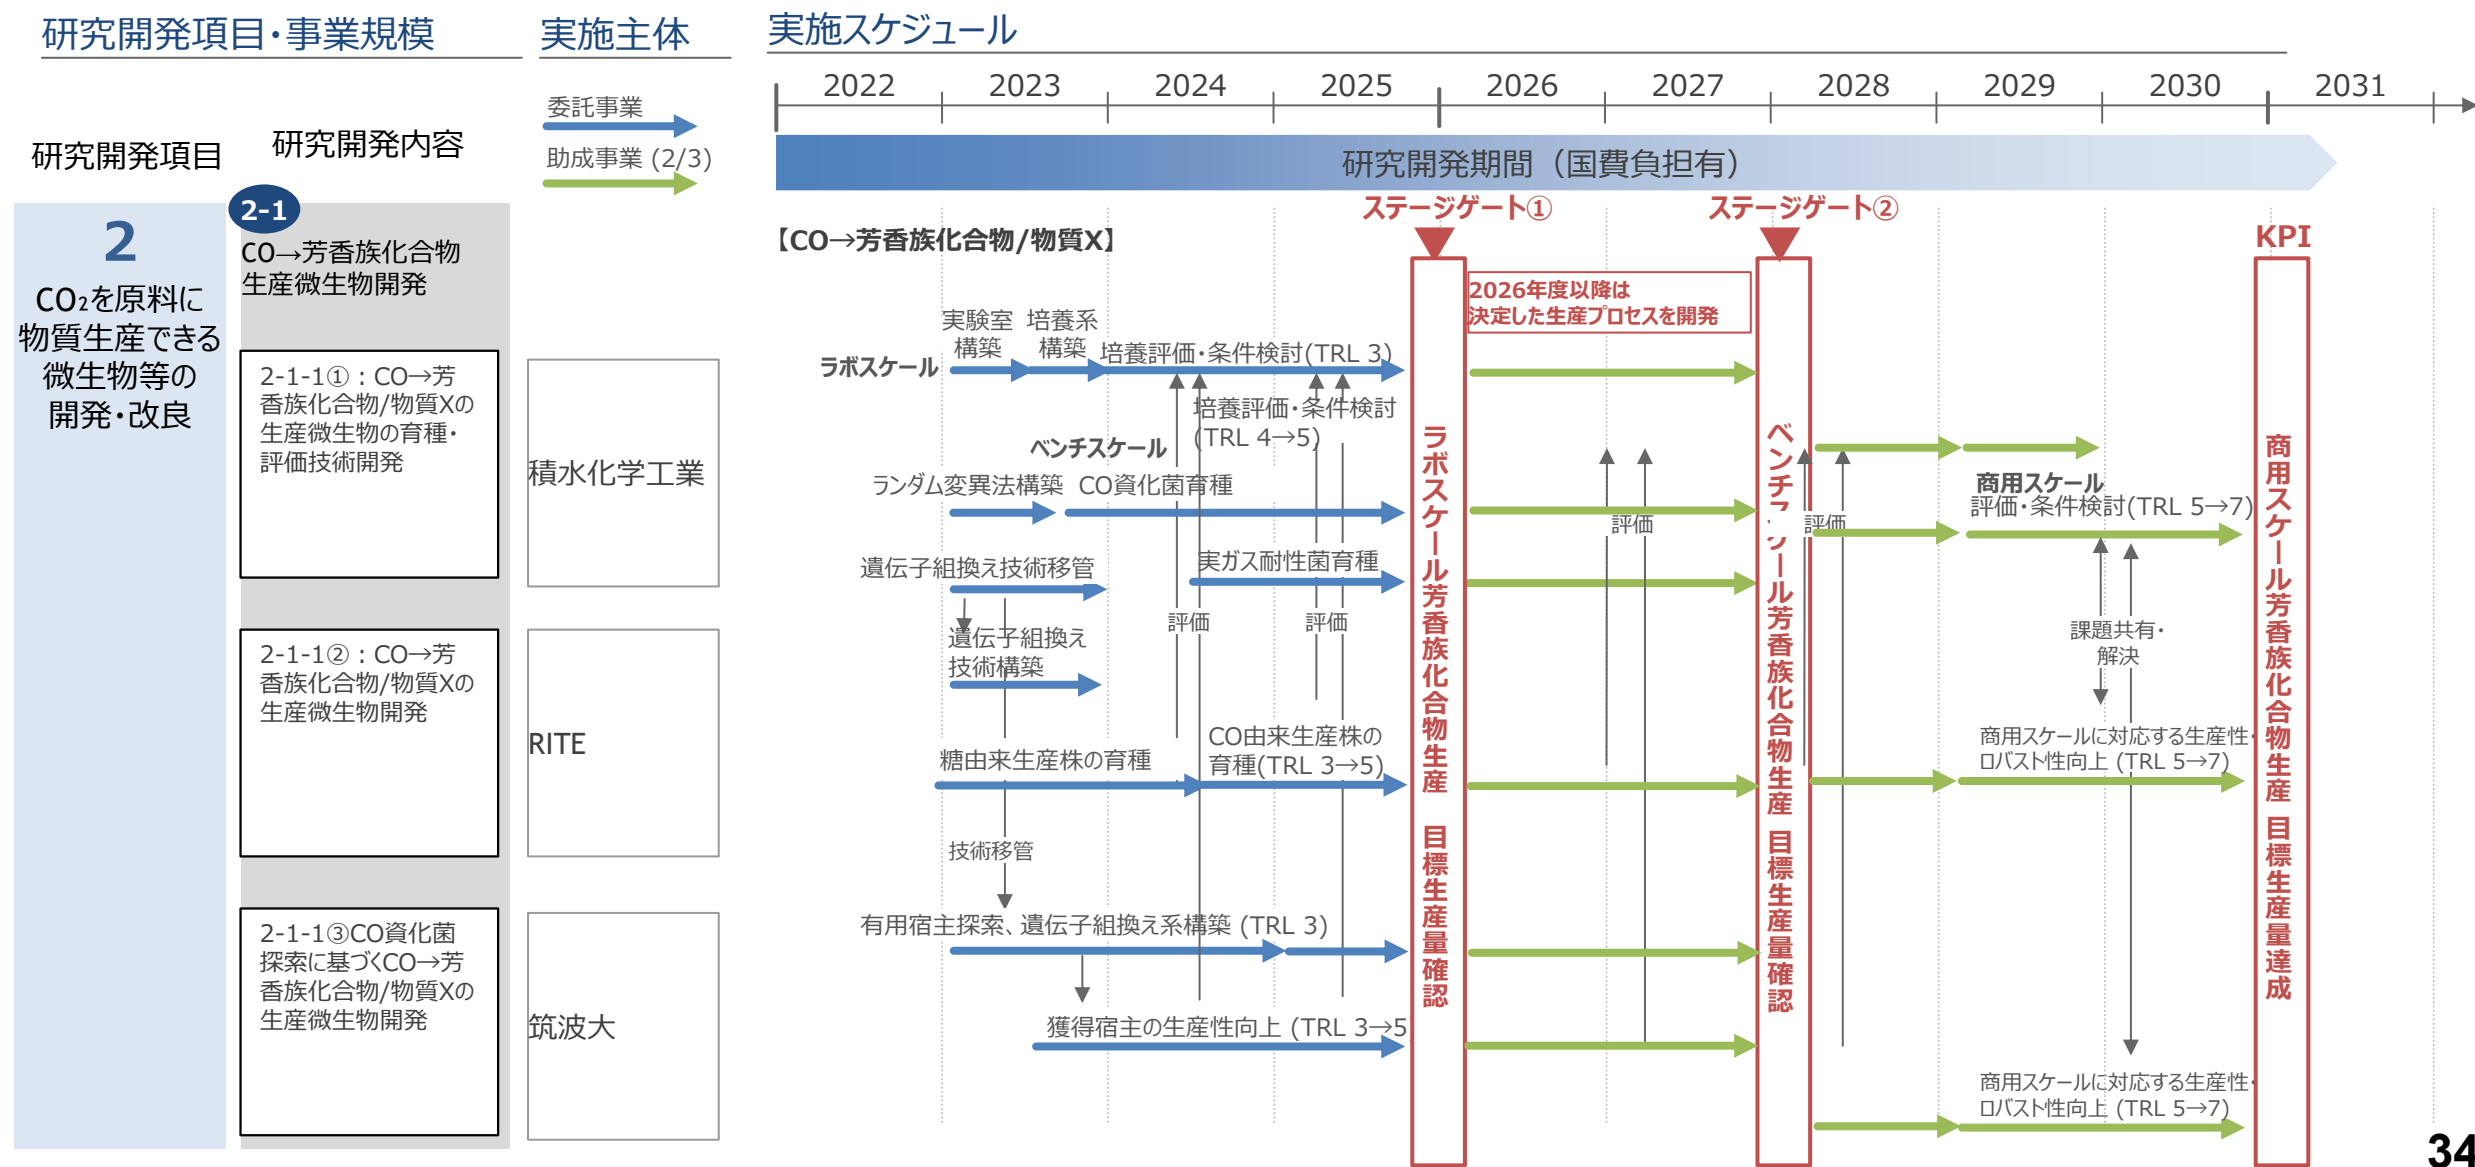 研究開発項目・事業規模
実施主体
実施スケジュール
2022
2023
2024
2025
2026
2027
2028
2029
2030
2031
委託事業
助成事業 (2/3)
研究開発項目
研究開発内容
研究開発期間（国費負担有）
2
CO₂を原料に
物質生産できる
微生物等の
開発・改良
2-1
CO→芳香族化合物
生産微生物開発
2-1-1①：CO→芳
香族化合物/物質Xの
生産微生物の育種・
評価技術開発
2-1-1②：CO→芳
香族化合物/物質Xの
生産微生物開発
2-1-1③CO資化菌
探索に基づくCO→芳
香族化合物/物質Xの
生産微生物開発
積水化学工業
RITE
筑波大
ステージゲート①
ステージゲート②
KPI
【CO→芳香族化合物/物質X】
2026年度以降は
決定した生産プロセスを開発
ラボスケール
実験室
構築
培養系
構築
培養評価・条件検討(TRL 3)
培養評価・条件検討
(TRL 4→5)
ベンチスケール
ランダム変異法構築
CO資化菌育種
遺伝子組換え技術移管
実ガス耐性菌育種
遺伝子組換え
技術構築
評価
評価
評価
評価
糖由来生産株の育種
CO由来生産株の
育種(TRL 3→5)
技術移管
有用宿主探索、遺伝子組換え系構築 (TRL 3)
獲得宿主の生産性向上 (TRL 3→5
ラボスケール芳香族化合物生産 目標生産量確認
ベンチスケール芳香族化合物生産 目標生産量確認
商用スケール芳香族化合物生産 目標生産量達成
商用スケール
評価・条件検討(TRL 5→7)
課題共有・
解決
商用スケールに対応する生産性・
ロバスト性向上 (TRL 5→7)
商用スケールに対応する生産性・
ロバスト性向上 (TRL 5→7)
34